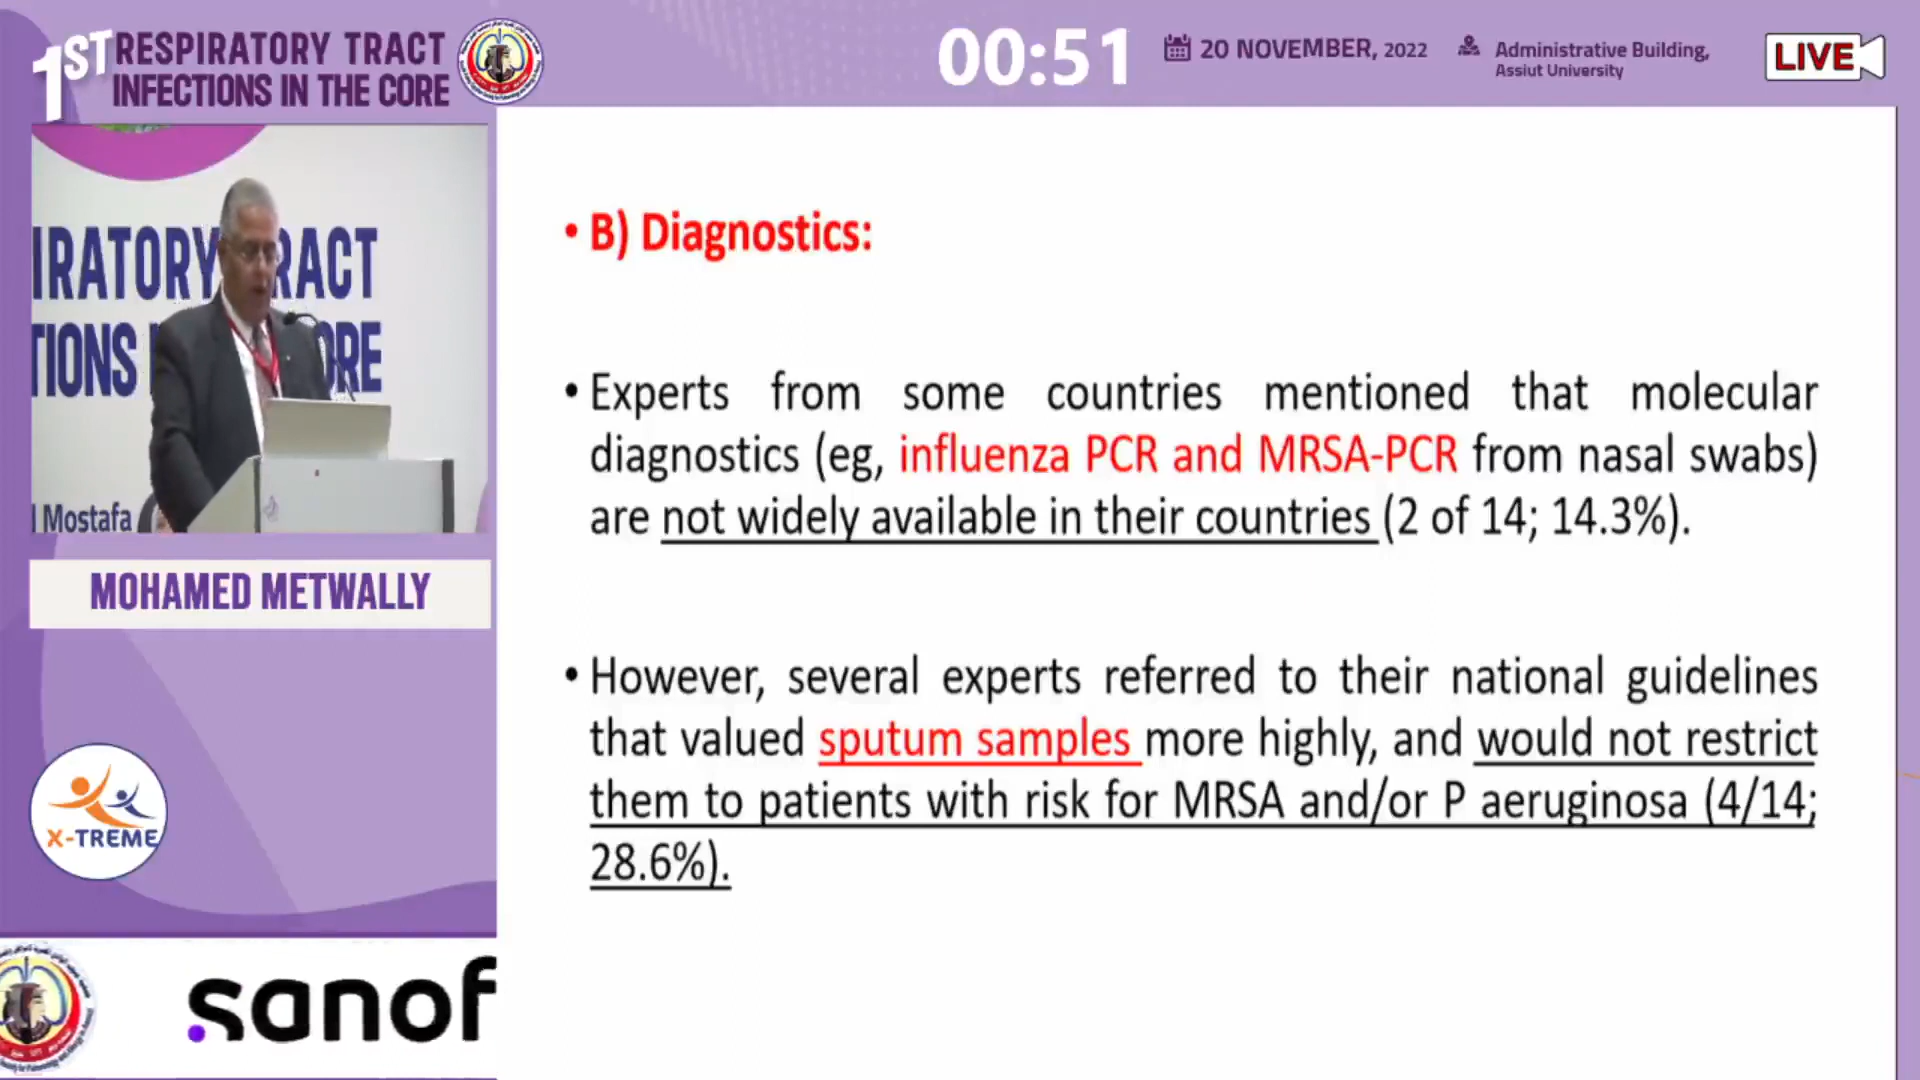 1ST RESPIRATORY TRACT
INFECTIONS IN THE CORE
00:51
20 NOVEMBER, 2022
Administrative Building,
Assiut University
LIVE
IRATORY RACT
TIONS I ORE
l Mostafa
MOHAMED METWALLY
X-TREME
sanof
• B) Diagnostics:
• Experts from some countries mentioned that molecular
diagnostics (eg, influenza PCR and MRSA-PCR from nasal swabs)
are not widely available in their countries (2 of 14; 14.3%).
• However, several experts referred to their national guidelines
that valued sputum samples more highly, and would not restrict
them to patients with risk for MRSA and/or P aeruginosa (4/14;
28.6%).